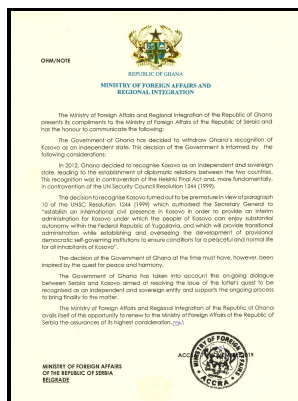 OHM/NOTE
REPUBLIC OF GHANA
MINISTRY OF FOREIGN AFFAIRS AND
REGIONAL INTEGRATION
The Ministry of Foreign Affairs and Regional Integration of the Republic of Ghana
presents its compliments to the Ministry of Foreign Affairs of the Republic of Serbia and
has the honour to communicate the following:
The Government of Ghana has decided to withdraw Ghana's recognition of
Kosovo as an independent state. This decision of the Government is informed by the
following considerations:
In 2012, Ghana decided to recognise Kosovo as an independent and sovereign
state, leading to the establishment of diplomatic relations between the two countries.
This recognition was in contravention of the Helsinki Final Act and, more fundamentally,
in contravention of the UN Security Council Resolution 1244 (1999).
The decision to recognise Kosovo turned out to be premature in view of paragraph
10 of the UNSC Resolution 1244 (1999) which authorised the Secretary General to
"establish an international civil presence in Kosovo in order to provide an interim
administration for Kosovo under which the people of Kosovo can enjoy substantial
autonomy within the Federal Republic of Yugoslavia, and which will provide transitional
administration while establishing and overseeing the development of provisional
democratic self-governing institutions to ensure conditions for a peaceful and normal life
for all inhabitants of Kosovo".
The decision of the Government at the time must have, however, been
inspired by the quest for peace and harmony.
The Government of Ghana has taken into account the on-going dialogue
between Serbia and Kosovo aimed at resolving the issue of the latter's quest to be
recognised as an independent and sovereign entity and supports the ongoing process
to bring finality to the matter.
The Ministry of Foreign Affairs and Regional Integration of the Republic of Ghana
avails itself of this opportunity to renew to the Ministry of Foreign Affairs of the Republic of
Serbia the assurances of its highest consideration.
MINISTRY OF FOREIGN AFFAIRS
OF THE REPUBLIC OF SERBIA
BELGRADE
MINISTRY OF FOREIGN
ACCRA